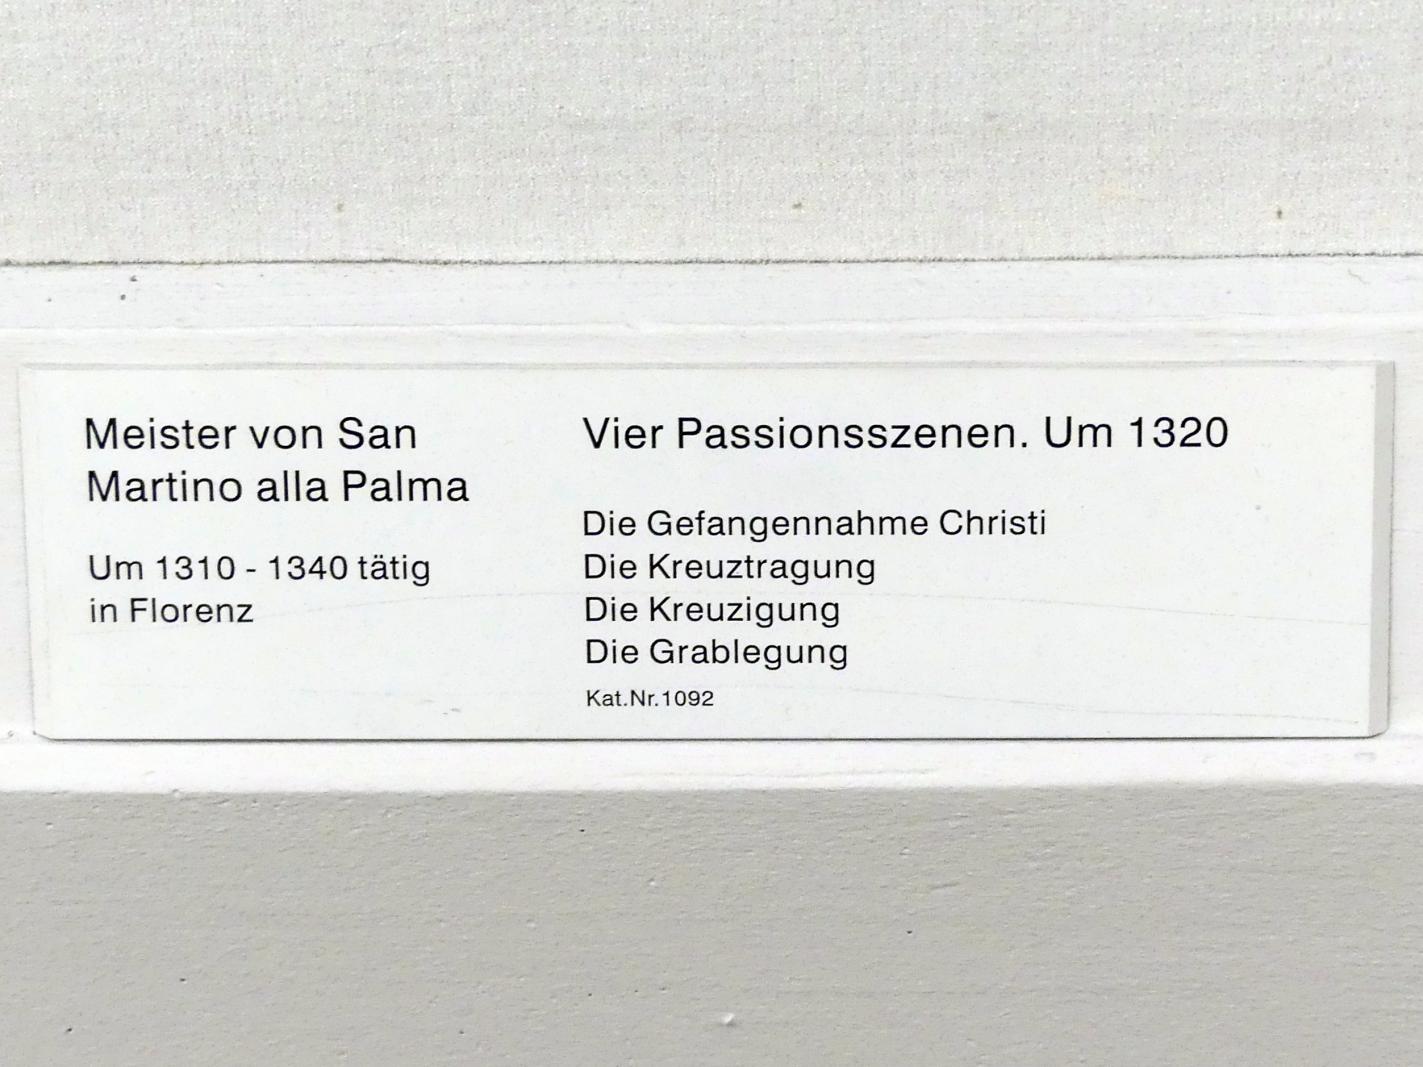 Meister von San
Martino alla Palma
Um 1310 - 1340 tätig
in Florenz
Vier Passionsszenen. Um 1320
Die Gefangennahme Christi
Die Kreuztragung
Die Kreuzigung
Die Grablegung
Kat.Nr.1092